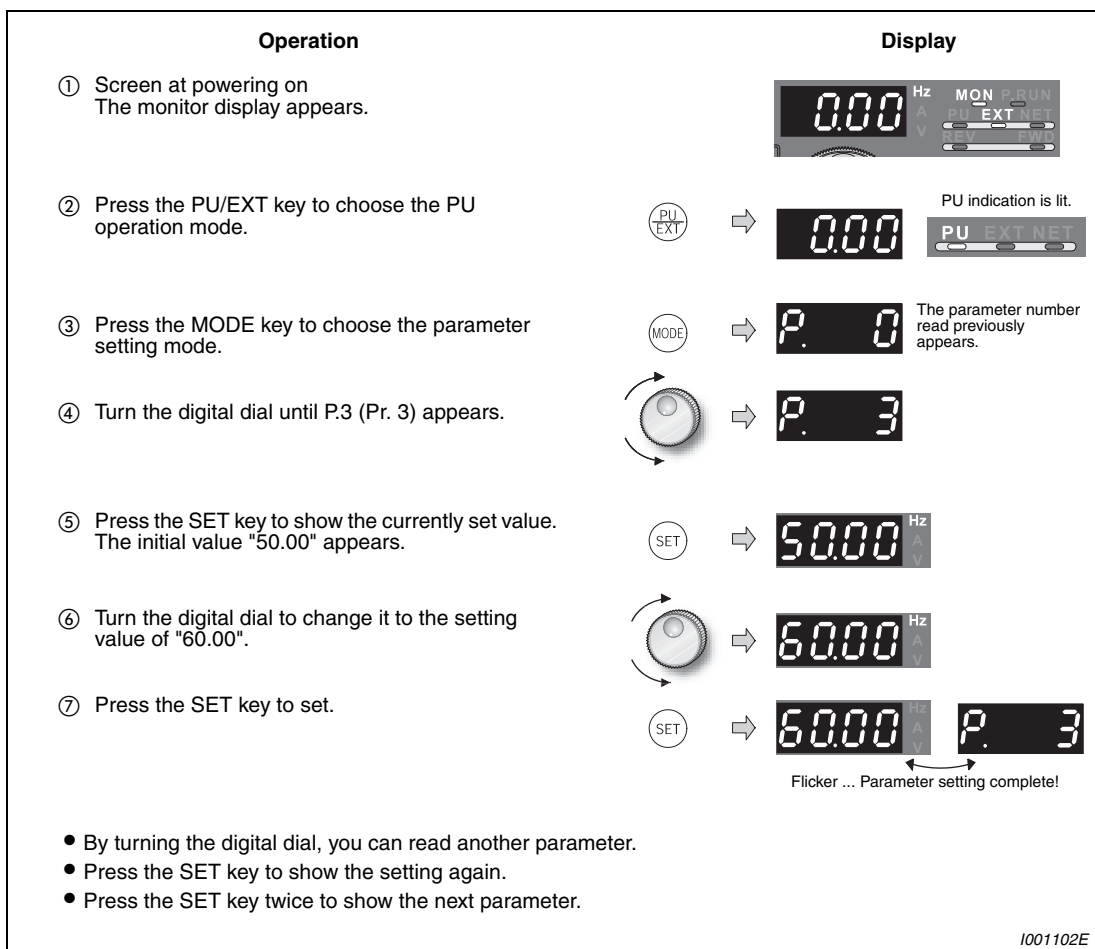 Operation
Display
① Screen at powering on
The monitor display appears.
0.00 Hz A V MON P.RUN
PU EXT NET
REV FWD
② Press the PU/EXT key to choose the PU
operation mode.
PU
EXT
0.00
PU indication is lit.
PU EXT NET
③ Press the MODE key to choose the parameter
setting mode.
MODE
P. 0
The parameter number
read previously
appears.
④ Turn the digital dial until P.3 (Pr. 3) appears.
P. 3
⑤ Press the SET key to show the currently set value.
The initial value "50.00" appears.
SET
50.00 Hz A V
⑥ Turn the digital dial to change it to the setting
value of "60.00".
60.00 Hz A V
⑦ Press the SET key to set.
SET
60.00 Hz A V
P. 3
Flicker ... Parameter setting complete!
• By turning the digital dial, you can read another parameter.
• Press the SET key to show the setting again.
• Press the SET key twice to show the next parameter.
I001102E